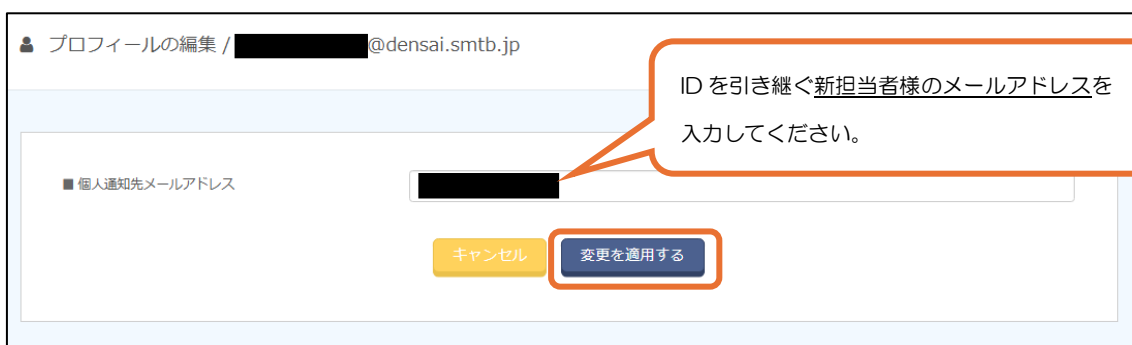 プロフィールの編集 / @densai.smtb.jp
ID を引き継ぐ新担当者様のメールアドレスを
入力してください。
■ 個人通知先メールアドレス
キャンセル 変更を適用する